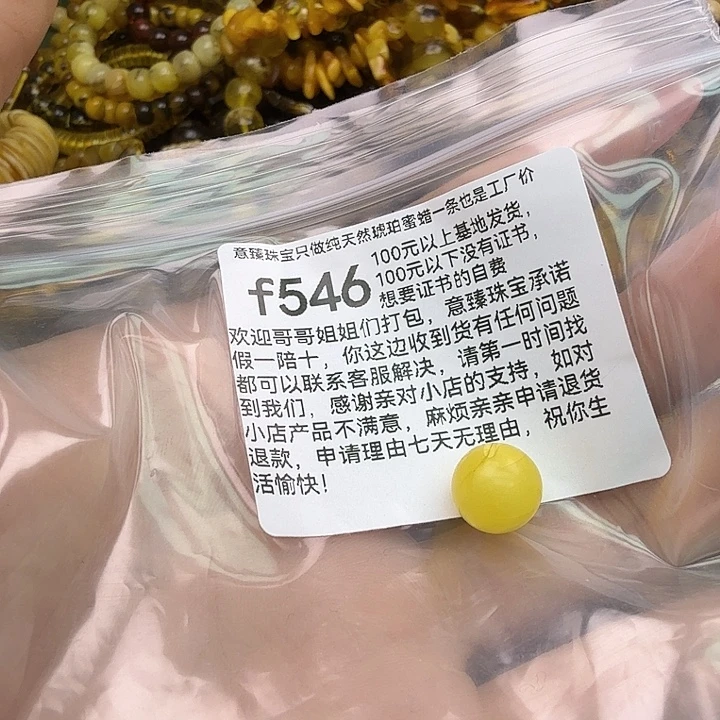 意臻珠宝只做纯天然琥珀蜜蜡一条也是工厂价
f546
100元以上基地发货，
100元以下没有证书，
想要证书的自费
欢迎哥哥姐姐们打包，意臻珠宝承诺
假一陪十，你这边收到货有任何问题
都可以联系客服解决，请第一时间找
到我们，感谢亲对小店的支持，如对
小店产品不满意，麻烦亲亲申请退货
退款，申请理由七天无理由，祝你生
活愉快！